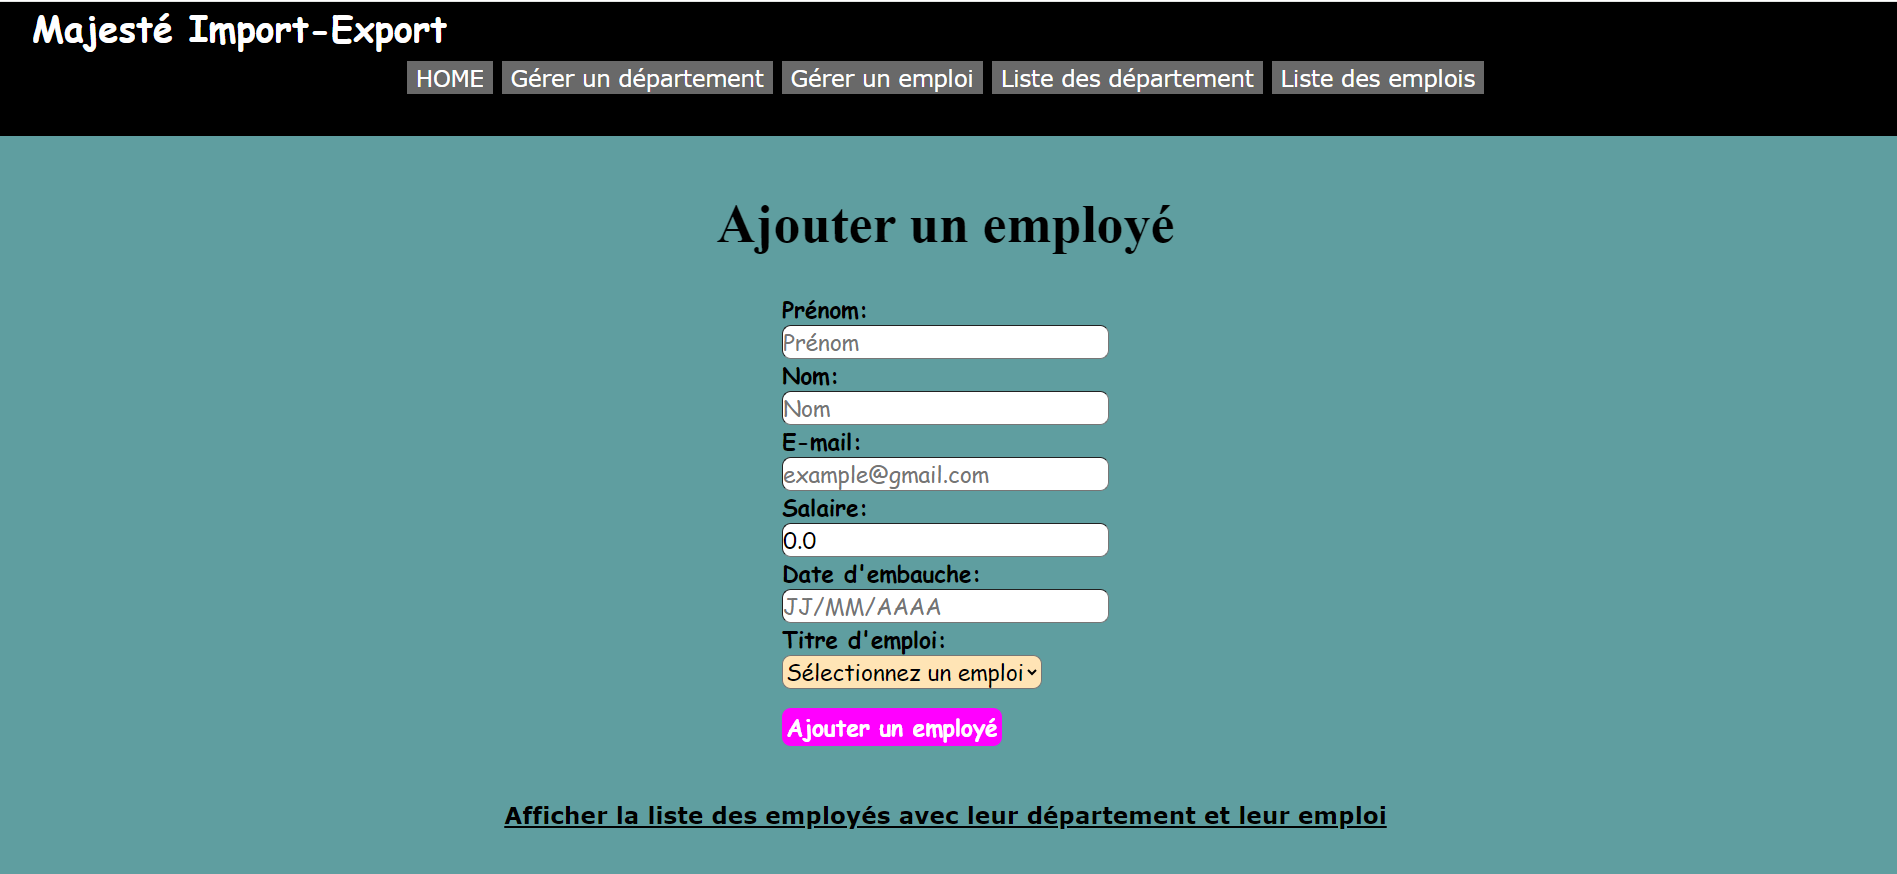 Majesté Import-Export
HOME Gérer un département Gérer un emploi Liste des département Liste des emplois
Ajouter un employé
Prénom:
Prénom
Nom:
Nom
E-mail:
example@gmail.com
Salaire:
0.0
Date d'embauche:
JJ/MM/AAAA
Titre d'emploi:
Sélectionnez un emploi
Ajouter un employé
Afficher la liste des employés avec leur département et leur emploi